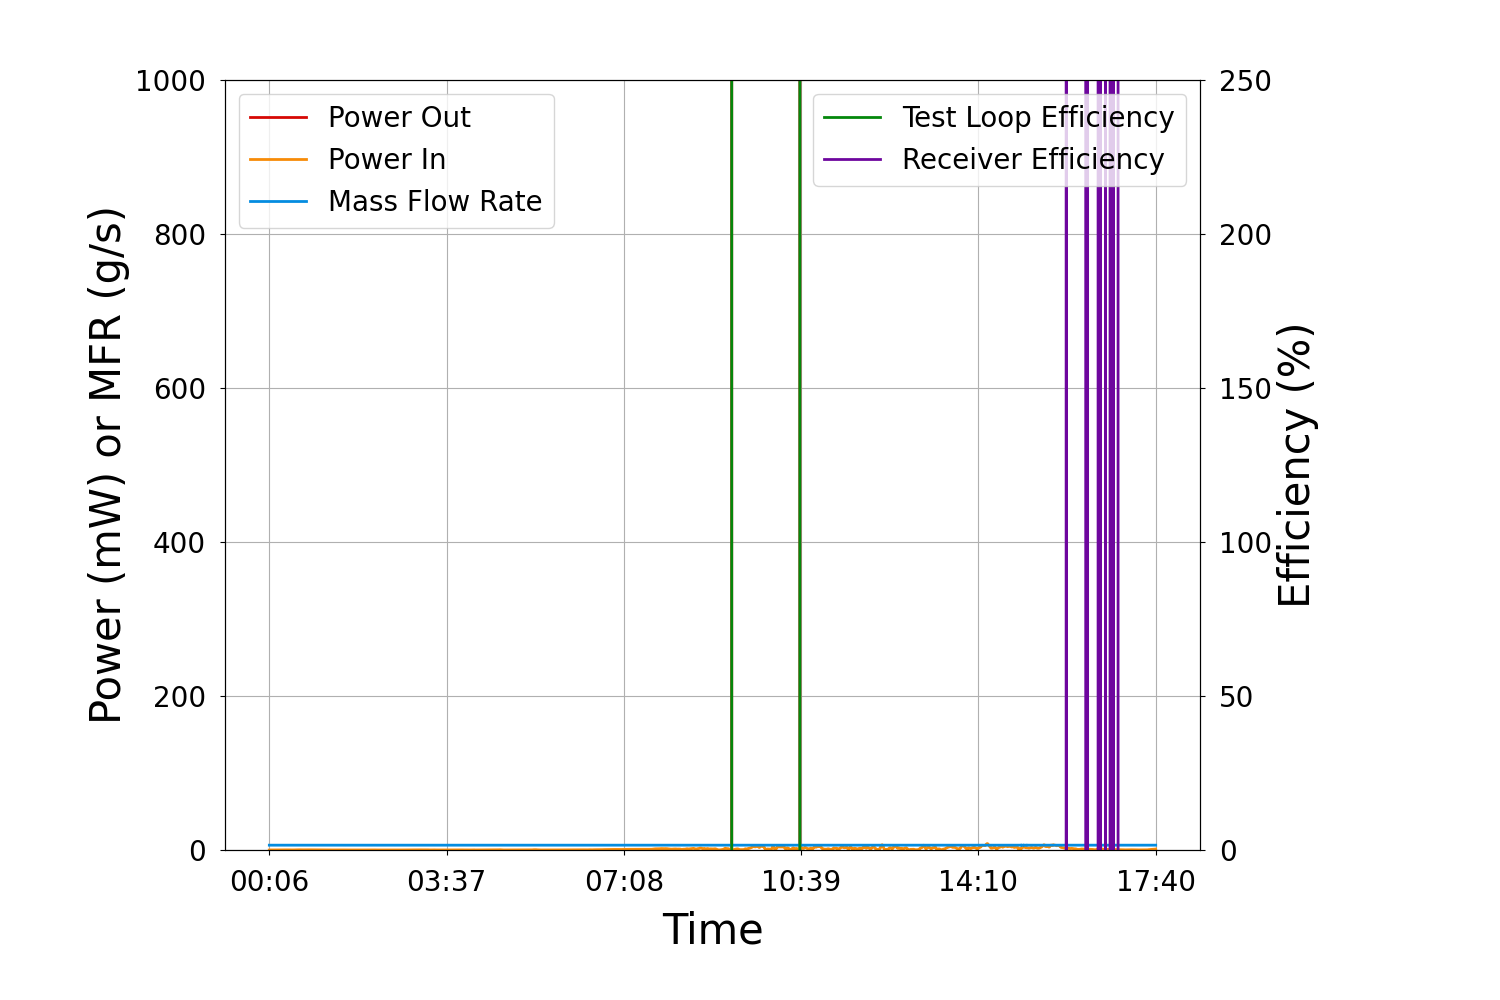 1000
800
600
400
200
0
Power (mW) or MFR (g/s)
Power Out
Power In
Mass Flow Rate
Test Loop Efficiency
Receiver Efficiency
250
200
150
100
50
0
Efficiency (%)
00:06 03:37 07:08 10:39 14:10 17:40
Time